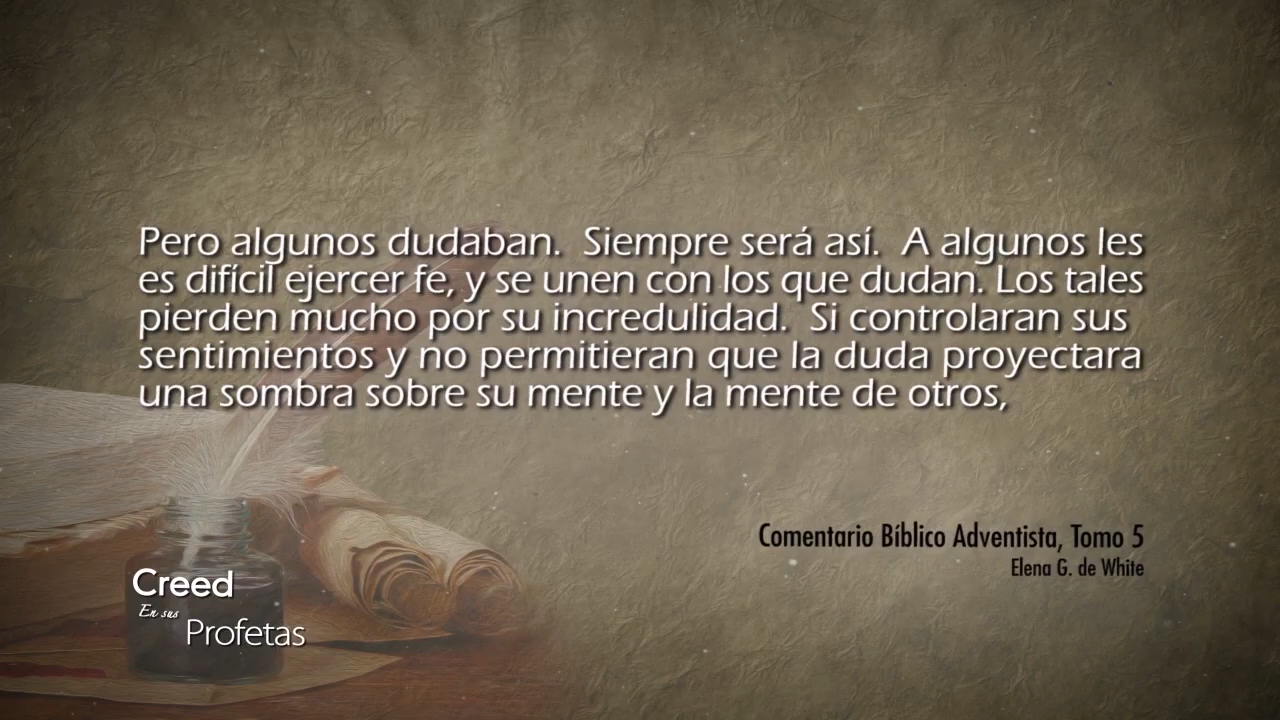 Pero algunos dudaban.  Siempre será así.  A algunos les
es difícil ejercer fe, y se unen con los que dudan. Los tales
pierden mucho por su incredulidad.  Si controlaran sus
sentimientos y no permitieran que la duda proyectara
una sombra sobre su mente y la mente de otros,
Comentario Bíblico Adventista, Tomo 5
Elena G. de White
Creed
En sus
Profetas